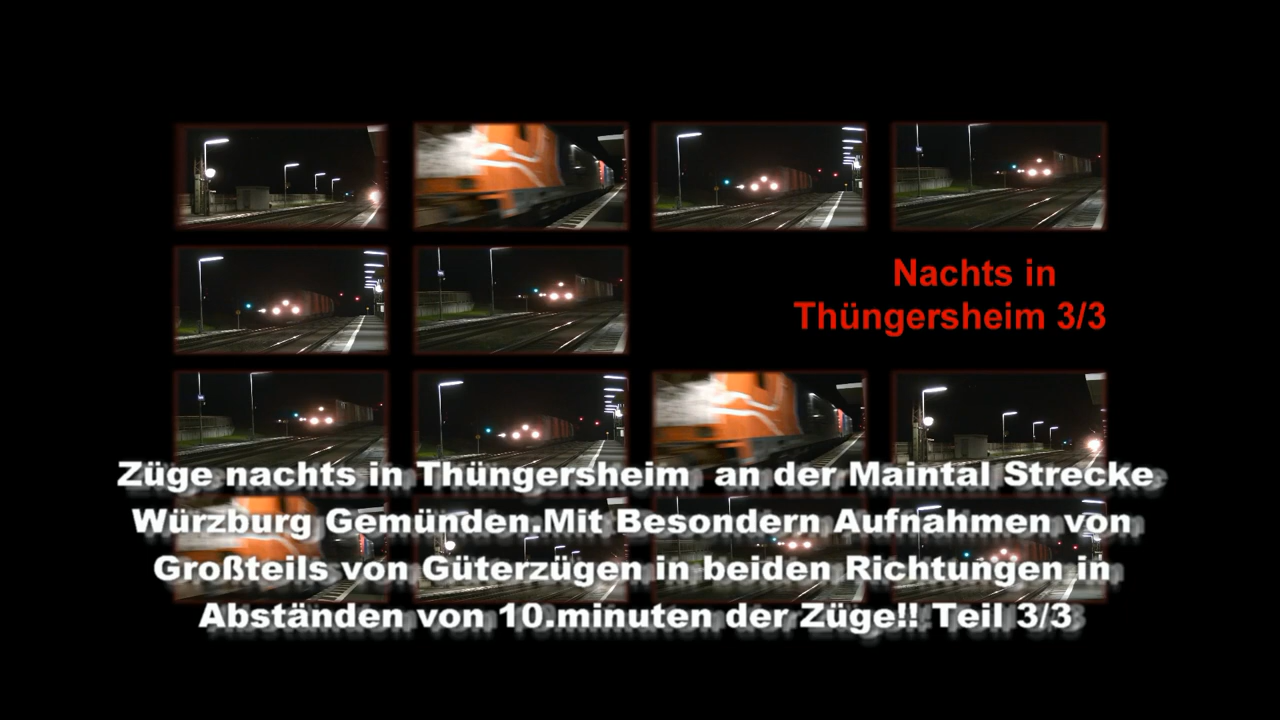 Nachts in
Thüngersheim 3/3
Züge nachts in Thüngersheim  an der Maintal Strecke
Würzburg Gemünden.Mit Besondern Aufnahmen von
Großteils von Güterzügen in beiden Richtungen in
Abständen von 10.minuten der Züge!! Teil 3/3